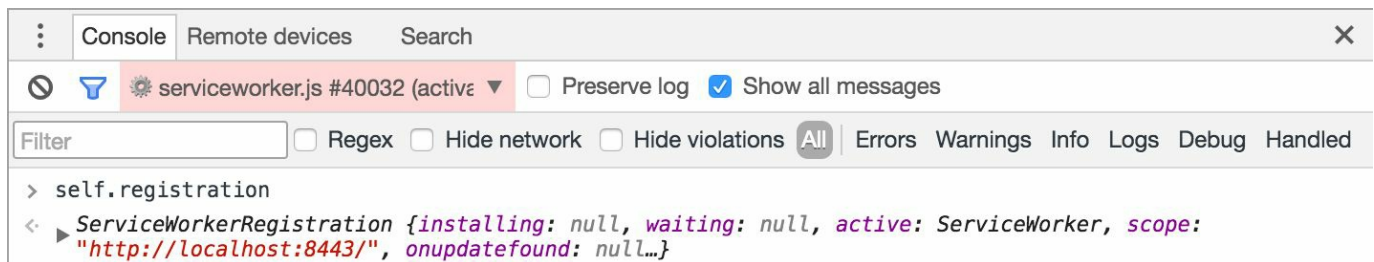 Console Remote devices Search
serviceworker.js #40032 (activa Preserve log Show all messages
Filter Regex Hide network Hide violations All Errors Warnings Info Logs Debug Handled
> self.registration
ServiceWorkerRegistration {installing: null, waiting: null, active: ServiceWorker, scope:
"http://localhost:8443/", onupdatefound: null…}